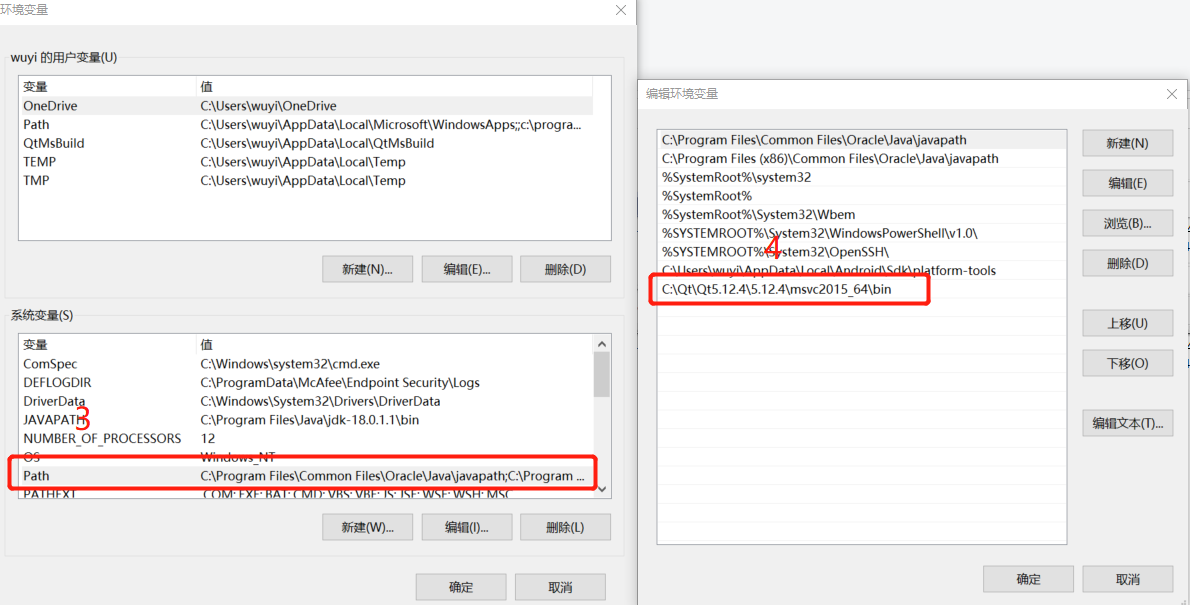 环境变量
wuyi 的用户变量(U)
变量 值
OneDrive C:\Users\wuyi\OneDrive
Path C:\Users\wuyi\AppData\Local\Microsoft\WindowsApps;;c:\progra...
QtMsBuild C:\Users\wuyi\AppData\Local\QtMsBuild
TEMP C:\Users\wuyi\AppData\Local\Temp
TMP C:\Users\wuyi\AppData\Local\Temp
新建(N)... 编辑(E)... 删除(D)
系统变量(S)
变量 值
ComSpec C:\Windows\system32\cmd.exe
DEFLOGDIR C:\ProgramData\McAfee\Endpoint Security\Logs
DriverData C:\Windows\System32\Drivers\DriverData
JAVAPATH C:\Program Files\Java\jdk-18.0.1.1\bin
3
NUMBER_OF_PROCESSORS 12
OS Windows_NT
Path C:\Program Files\Common Files\Oracle\Java\javapath;C:\Program ...
PATHEXT .COM;.EXE;.BAT;.CMD;.VBS;.VBE;.JS;.JSE;.WSF;.WSH;.MSC
新建(W)... 编辑(I)... 删除(L)
确定 取消
编辑环境变量
C:\Program Files\Common Files\Oracle\Java\javapath
C:\Program Files (x86)\Common Files\Oracle\Java\javapath
%SystemRoot%\system32
%SystemRoot%
%SystemRoot%\System32\Wbem
%SYSTEMROOT%\System32\WindowsPowerShell\v1.0\
4
%SYSTEMROOT%\System32\OpenSSH\
C:\Users\wuyi\AppData\Local\Android\Sdk\platform-tools
C:\Qt\Qt5.12.4\5.12.4\msvc2015_64\bin
新建(N)
编辑(E)
浏览(B)...
删除(D)
上移(U)
下移(O)
编辑文本(T)...
确定 取消